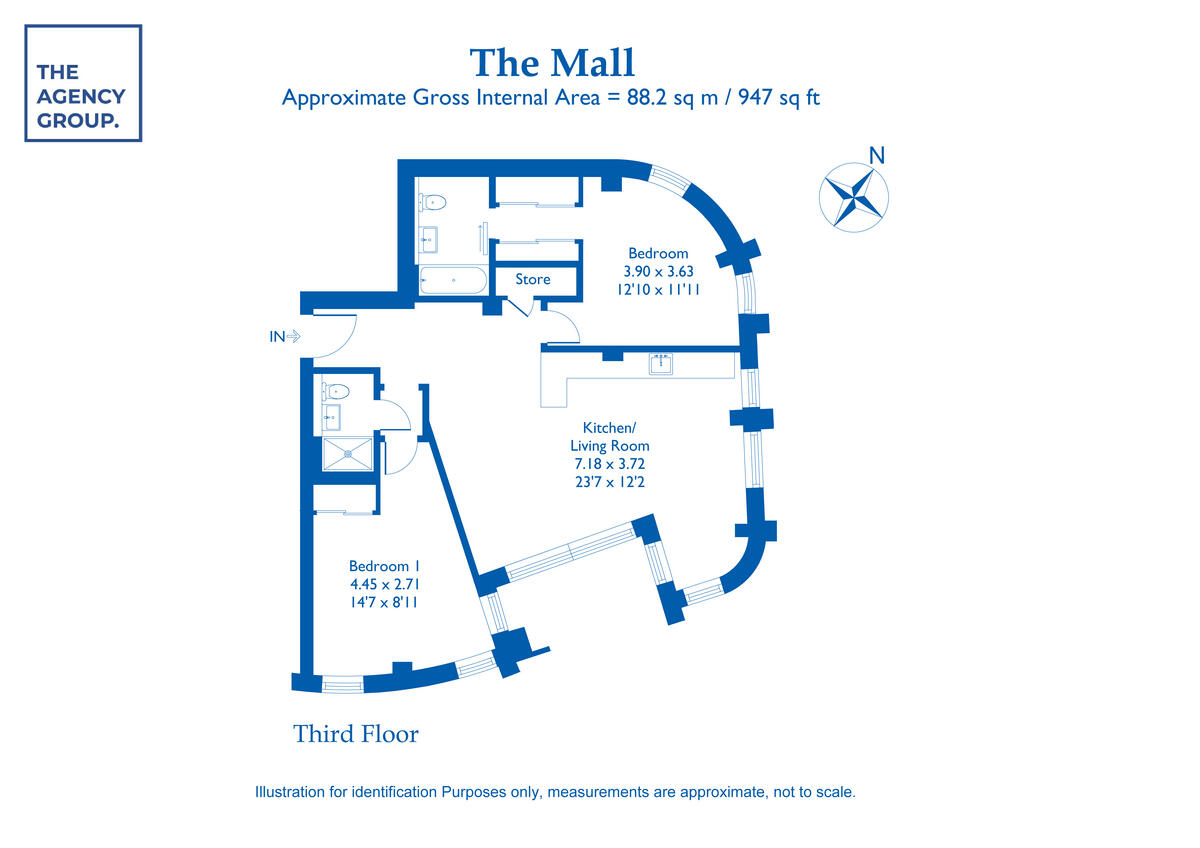 THE
AGENCY
GROUP.
The Mall
Approximate Gross Internal Area = 88.2 sq m / 947 sq ft
N
Bedroom
3.90 x 3.63
12'10 x 11'11
Store
IN
Kitchen/
Living Room
7.18 x 3.72
23'7 x 12'2
Bedroom 1
4.45 x 2.71
14'7 x 8'11
Third Floor
Illustration for identification Purposes only, measurements are approximate, not to scale.